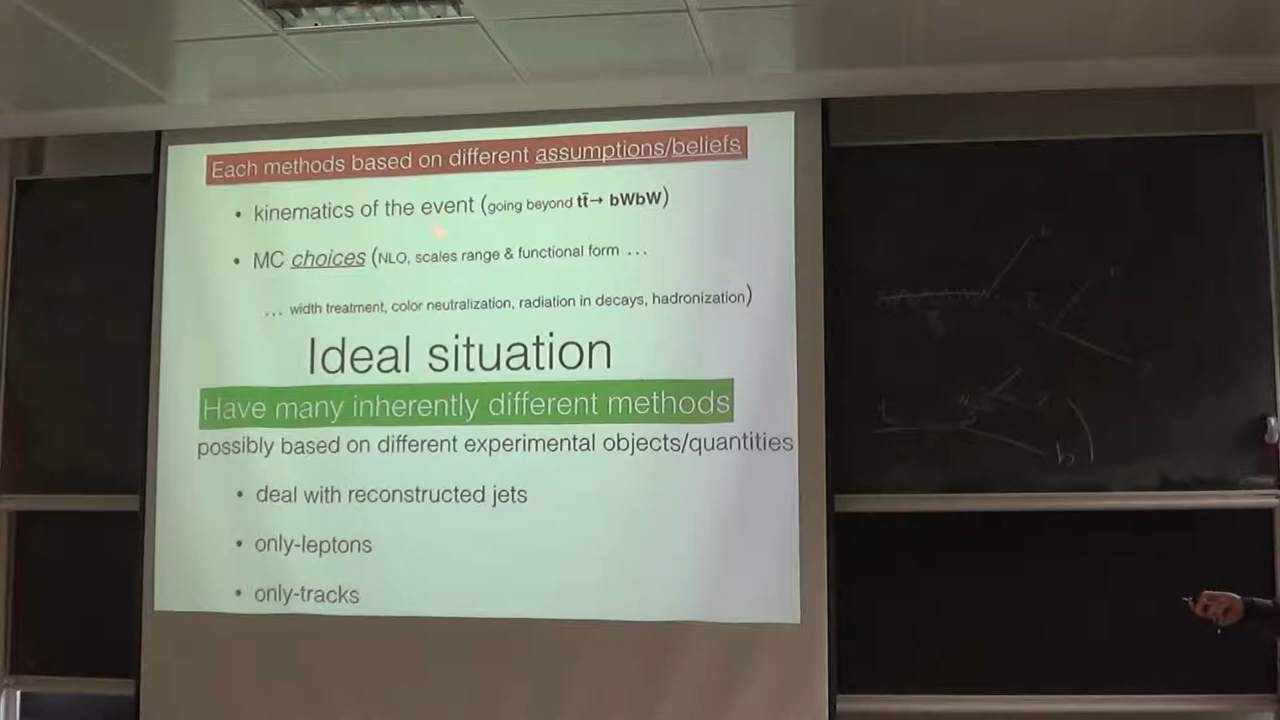 Each methods based on different assumptions/beliefs
• kinematics of the event (going beyond tt̄→ bWbW)
• MC choices (NLO, scales range & functional form ...
... width treatment, color neutralization, radiation in decays, hadronization)
Ideal situation
Have many inherently different methods
possibly based on different experimental objects/quantities
• deal with reconstructed jets
• only-leptons
• only-tracks
t
b